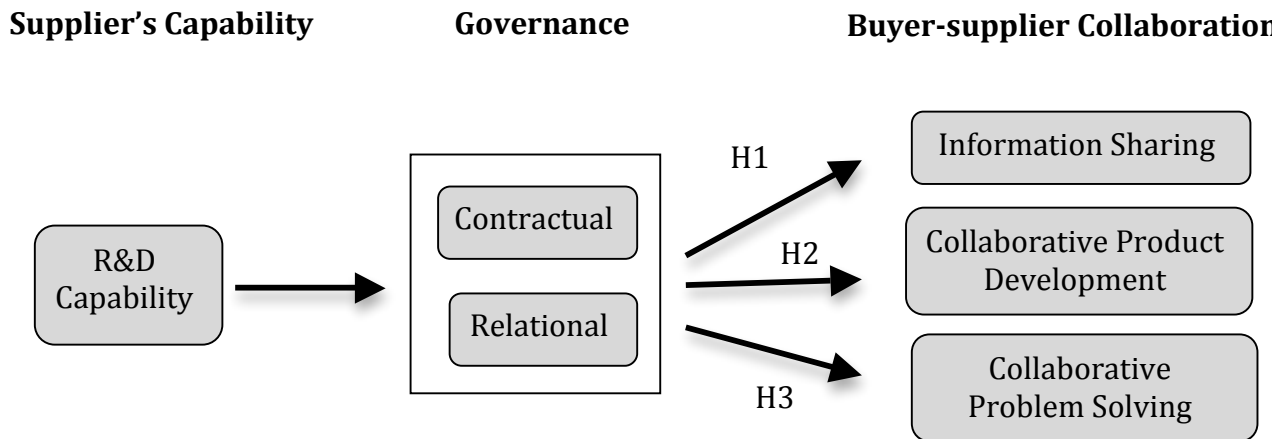 Supplier’s Capability
Governance
Buyer-supplier Collaboration
R&D
Capability
Contractual
Relational
H1
H2
H3
Information Sharing
Collaborative Product
Development
Collaborative
Problem Solving